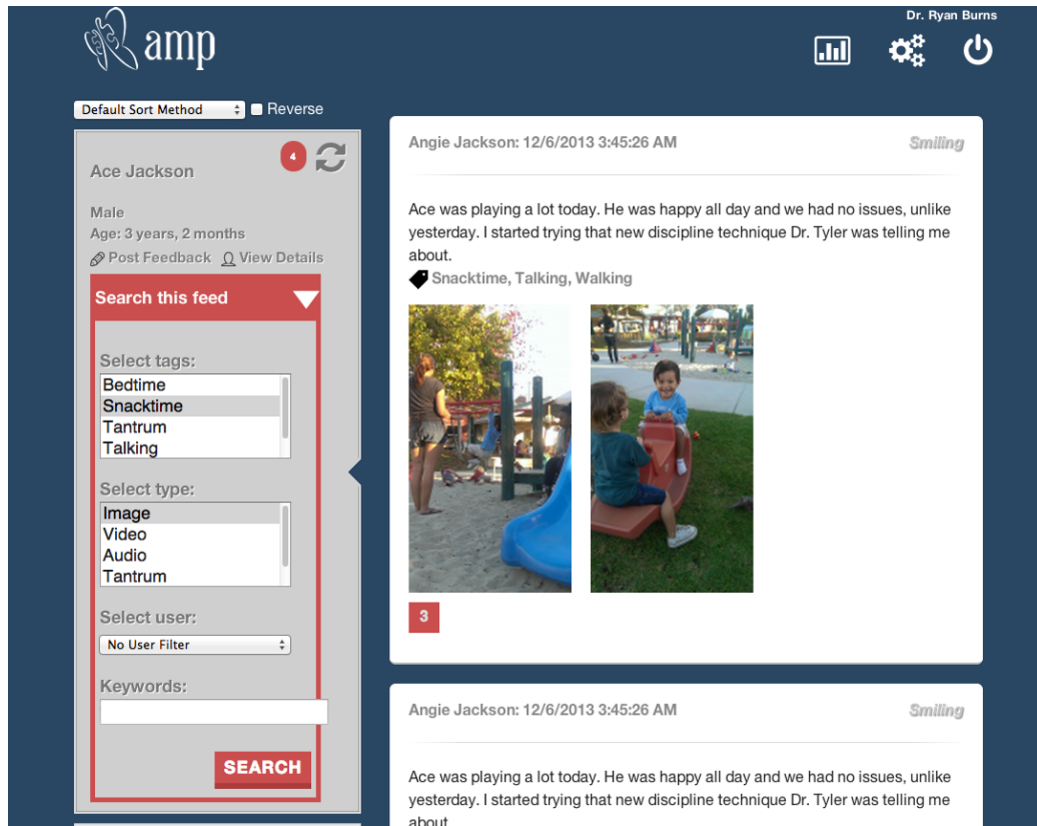 Dr. Ryan Burns
amp
Default Sort Method
Reverse
4
Ace Jackson
Male
Age: 3 years, 2 months
Post Feedback View Details
Search this feed
Select tags:
Bedtime
Snacktime
Tantrum
Talking
Select type:
Image
Video
Audio
Tantrum
Select user:
No User Filter
Keywords:
SEARCH
Angie Jackson: 12/6/2013 3:45:26 AM
Smiling
Ace was playing a lot today. He was happy all day and we had no issues, unlike
yesterday. I started trying that new discipline technique Dr. Tyler was telling me
about.
Snacktime, Talking, Walking
3
Angie Jackson: 12/6/2013 3:45:26 AM
Smiling
Ace was playing a lot today. He was happy all day and we had no issues, unlike
yesterday. I started trying that new discipline technique Dr. Tyler was telling me
about.